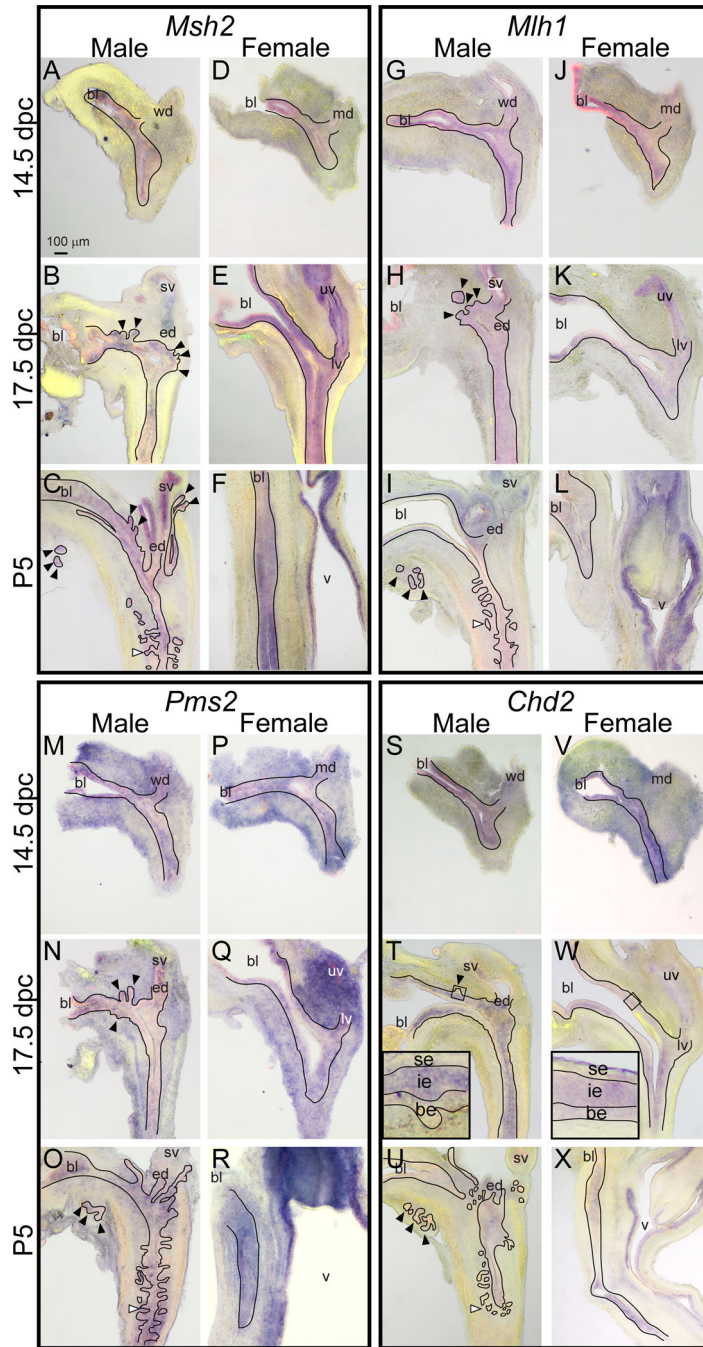 Msh2
Mlh1
Male
Female
Male
Female
14.5 dpc
A
bl
wd
100 µm
D
bl
md
G
wd
bl
J
bl
md
17.5 dpc
B
sv
bl
ed
E
uv
bl
lv
H
sv
bl
ed
K
uv
bl
lv
P5
C
sv
bl
ed
F
bl
v
I
sv
bl
ed
L
bl
v
Pms2
Chd2
Male
Female
Male
Female
14.5 dpc
M
bl
wd
P
md
bl
S
bl
wd
V
md
bl
17.5 dpc
N
sv
ed
bl
Q
bl
uv
lv
T
sv
ed
bl
se
ie
be
W
uv
bl
lv
se
ie
be
P5
O
sv
bl
ed
R
bl
v
U
sv
bl
ed
X
bl
v